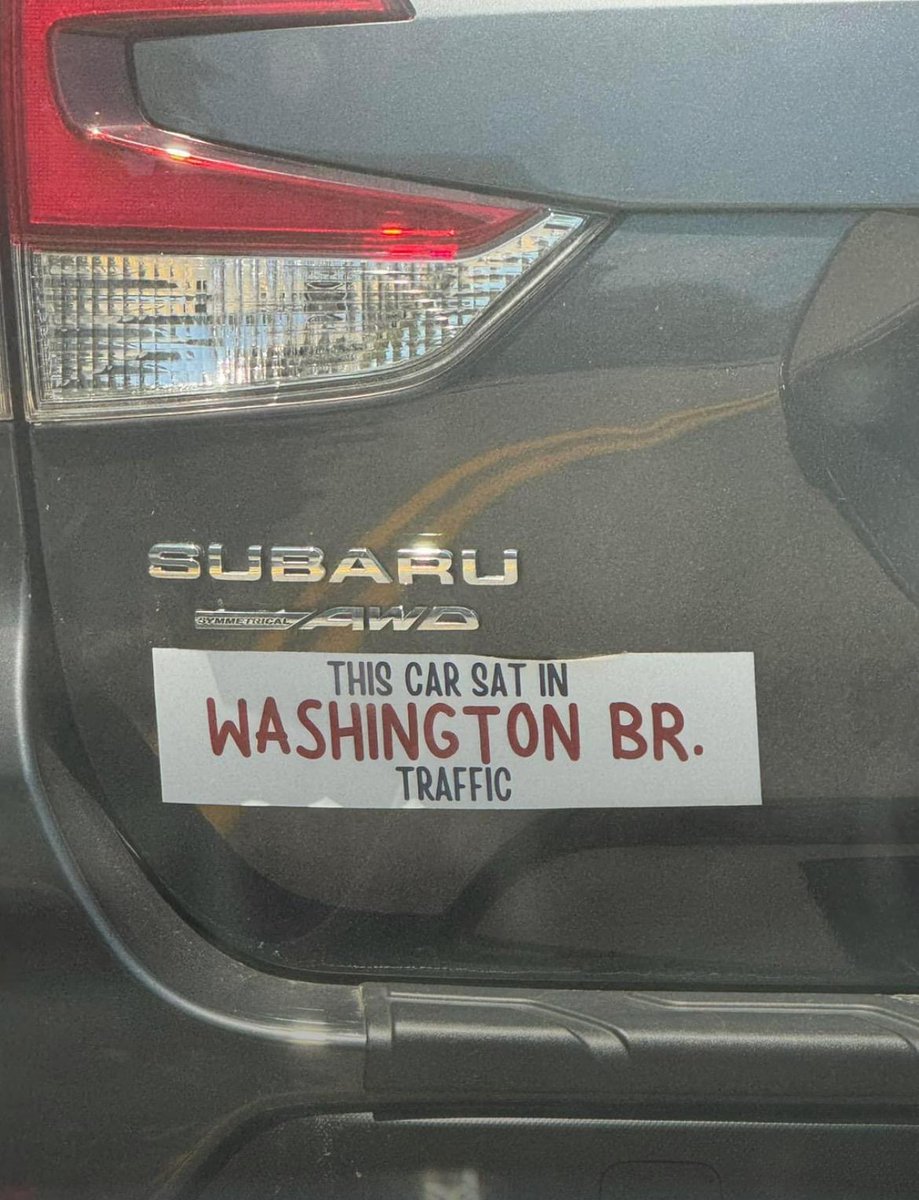 SUBARU
SYMMETRICAL AWD
THIS CAR SAT IN
WASHINGTON BR.
TRAFFIC